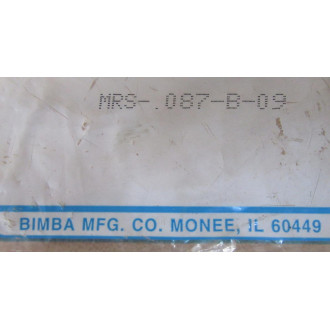 MRS-.087-B-09
BIMBA MFG. CO. MONEE, IL 60449